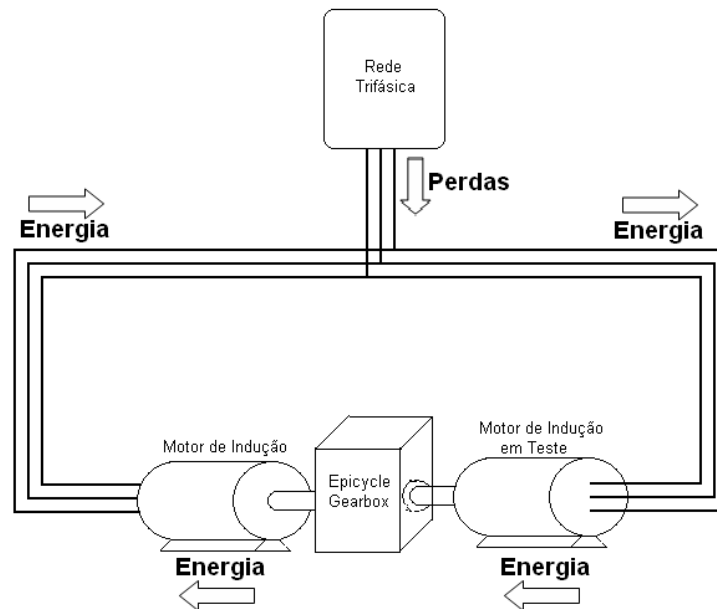 Rede
Trifásica
Perdas
Energia
Energia
Motor de Indução
Motor de Indução
em Teste
Epicycle
Gearbox
Energia
Energia